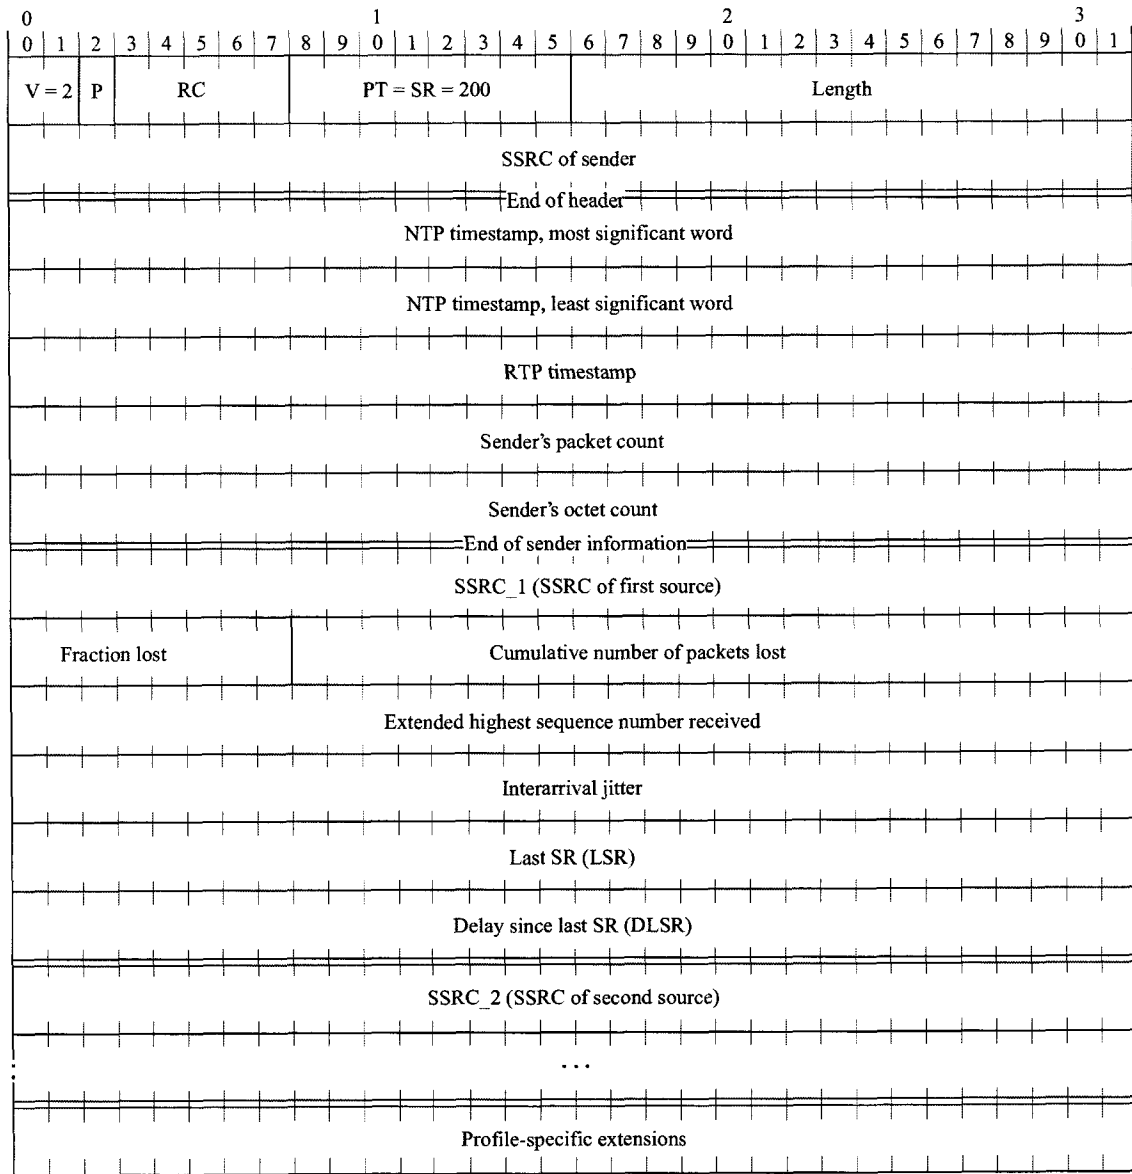 0 1 2 3
0 1 2 3 4 5 6 7 8 9 0 1 2 3 4 5 6 7 8 9 0 1 2 3 4 5 6 7 8 9 0 1
V = 2 P RC PT = SR = 200 Length
SSRC of sender
End of header
NTP timestamp, most significant word
NTP timestamp, least significant word
RTP timestamp
Sender's packet count
Sender's octet count
End of sender information
SSRC_1 (SSRC of first source)
Fraction lost Cumulative number of packets lost
Extended highest sequence number received
Interarrival jitter
Last SR (LSR)
Delay since last SR (DLSR)
SSRC_2 (SSRC of second source)
...
Profile-specific extensions